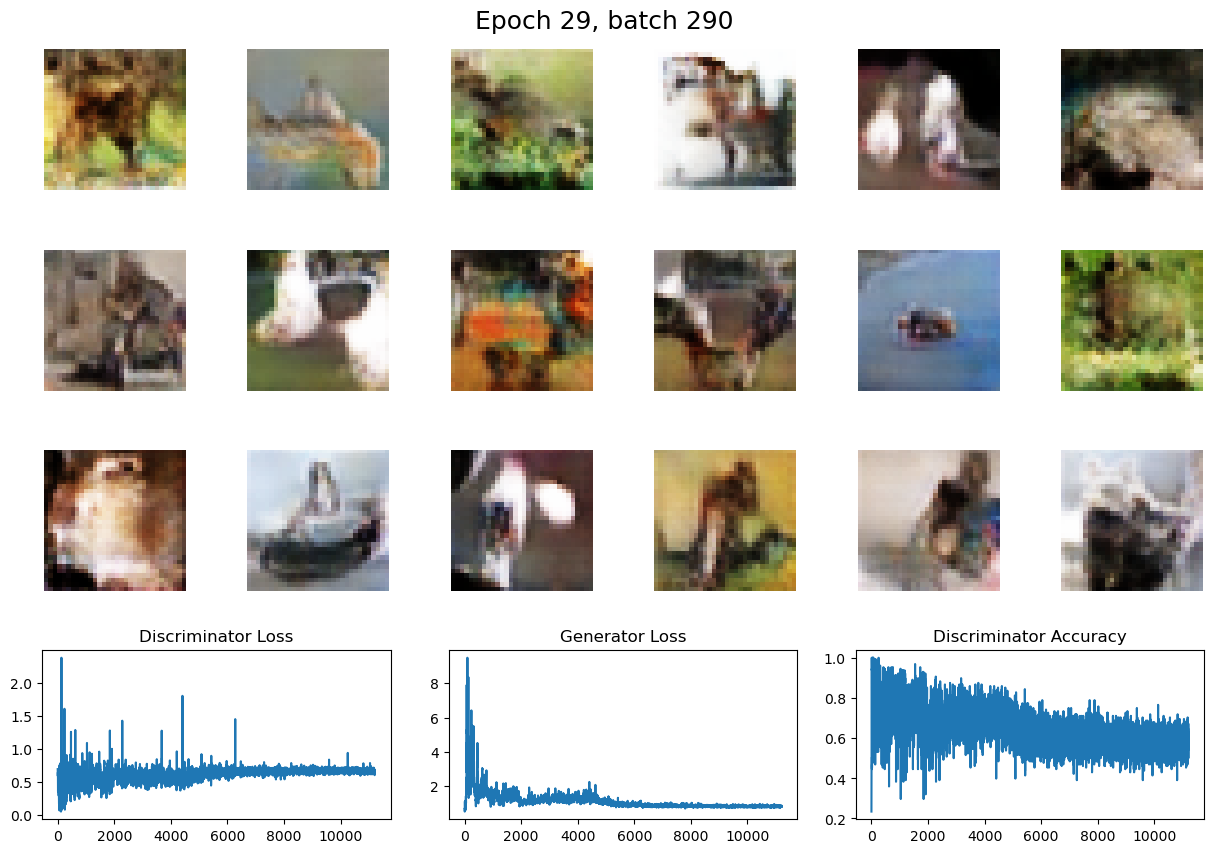 Epoch 29, batch 290
Discriminator Loss
Generator Loss
Discriminator Accuracy
2.0
1.5
1.0
0.5
0.0
0 2000 4000 6000 8000 10000
8
6
4
2
0 2000 4000 6000 8000 10000
1.0
0.8
0.6
0.4
0.2
0 2000 4000 6000 8000 10000